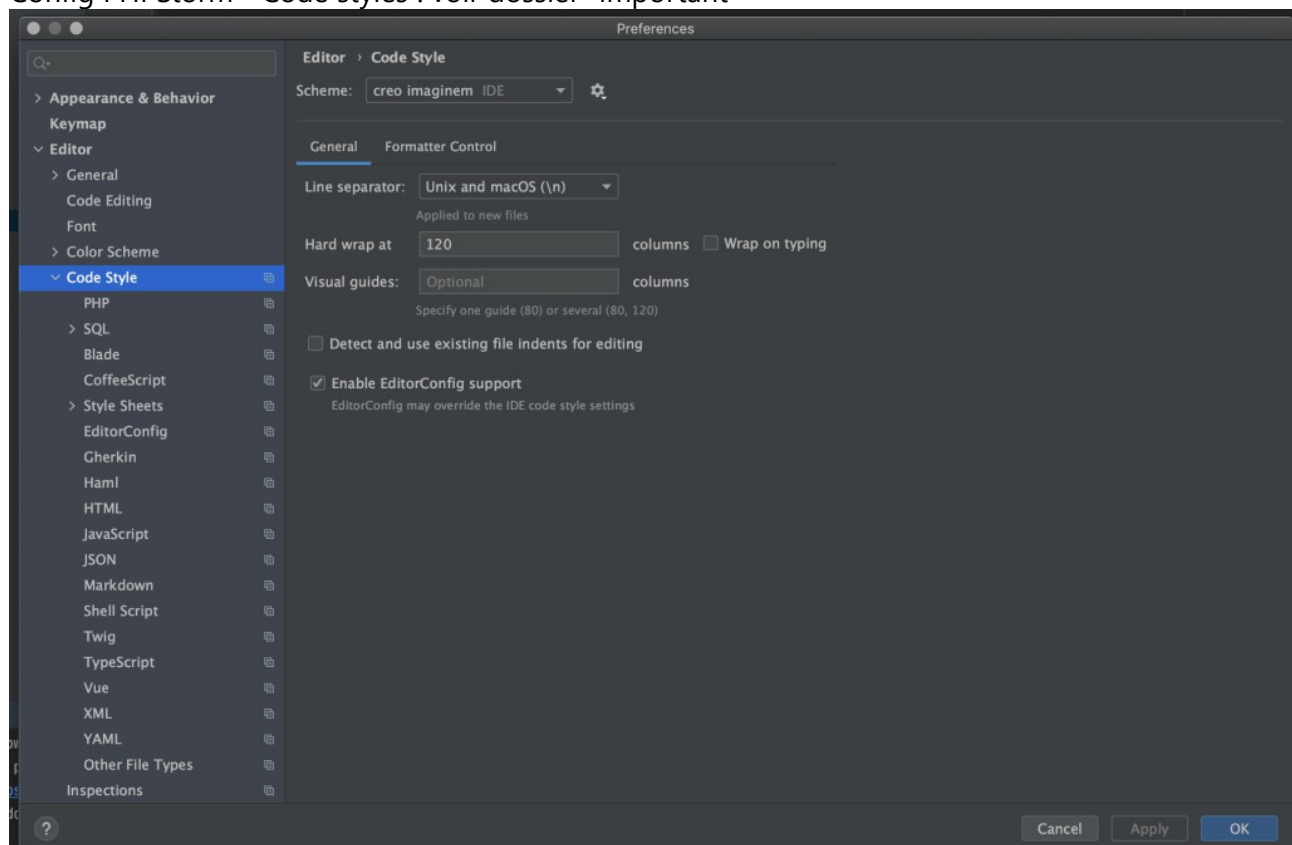 Preferences
Editor › Code Style
Scheme: creo imaginem IDE
> Appearance & Behavior
Keymap
Editor
> General
Code Editing
Font
> Color Scheme
Code Style
PHP
> SQL
Blade
CoffeeScript
> Style Sheets
EditorConfig
Gherkin
Haml
HTML
JavaScript
JSON
Markdown
Shell Script
Twig
TypeScript
Vue
XML
YAML
Other File Types
Inspections
General Formatter Control
Line separator: Unix and macOS (\n)
Applied to new files
Hard wrap at 120 columns Wrap on typing
Visual guides: Optional columns
Specify one guide (80) or several (80, 120)
Detect and use existing file indents for editing
Enable EditorConfig support
EditorConfig may override the IDE code style settings
? Cancel Apply OK